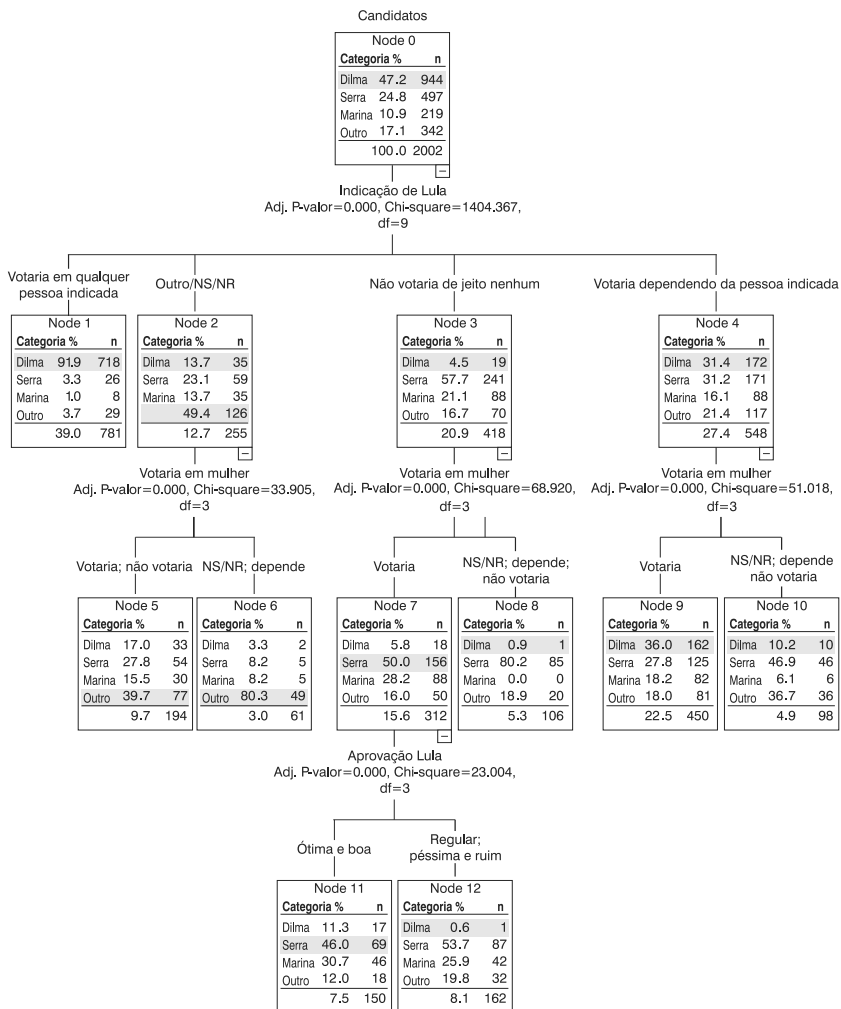 Candidatos
Node 0
Categoria % n
Dilma 47.2 944
Serra 24.8 497
Marina 10.9 219
Outro 17.1 342
100.0 2002
Indicação de Lula
Adj. P-valor=0.000, Chi-square=1404.367,
df=9
Votaria em qualquer
pessoa indicada
Node 1
Categoria % n
Dilma 91.9 718
Serra 3.3 26
Marina 1.0 8
Outro 3.7 29
39.0 781
Outro/NS/NR
Node 2
Categoria % n
Dilma 13.7 35
Serra 23.1 59
Marina 13.7 35
49.4 126
12.7 255
Não votaria de jeito nenhum
Node 3
Categoria % n
Dilma 4.5 19
Serra 57.7 241
Marina 21.1 88
Outro 16.7 70
20.9 418
Votaria dependendo da pessoa indicada
Node 4
Categoria % n
Dilma 31.4 172
Serra 31.2 171
Marina 16.1 88
Outro 21.4 117
27.4 548
Votaria em mulher
Adj. P-valor=0.000, Chi-square=33.905,
df=3
Votaria em mulher
Adj. P-valor=0.000, Chi-square=68.920,
df=3
Votaria em mulher
Adj. P-valor=0.000, Chi-square=51.018,
df=3
Votaria; não votaria
Node 5
Categoria % n
Dilma 17.0 33
Serra 27.8 54
Marina 15.5 30
Outro 39.7 77
9.7 194
NS/NR; depende
Node 6
Categoria % n
Dilma 3.3 2
Serra 8.2 5
Marina 8.2 5
Outro 80.3 49
3.0 61
Votaria
Node 7
Categoria % n
Dilma 5.8 18
Serra 50.0 156
Marina 28.2 88
Outro 16.0 50
15.6 312
NS/NR; depende;
não votaria
Node 8
Categoria % n
Dilma 0.9 1
Serra 80.2 85
Marina 0.0 0
Outro 18.9 20
5.3 106
Votaria
Node 9
Categoria % n
Dilma 36.0 162
Serra 27.8 125
Marina 18.2 82
Outro 18.0 81
22.5 450
NS/NR; depende
não votaria
Node 10
Categoria % n
Dilma 10.2 10
Serra 46.9 46
Marina 6.1 6
Outro 36.7 36
4.9 98
Aprovação Lula
Adj. P-valor=0.000, Chi-square=23.004,
df=3
Ótima e boa
Node 11
Categoria % n
Dilma 11.3 17
Serra 46.0 69
Marina 30.7 46
Outro 12.0 18
7.5 150
Regular;
péssima e ruim
Node 12
Categoria % n
Dilma 0.6 1
Serra 53.7 87
Marina 25.9 42
Outro 19.8 32
8.1 162